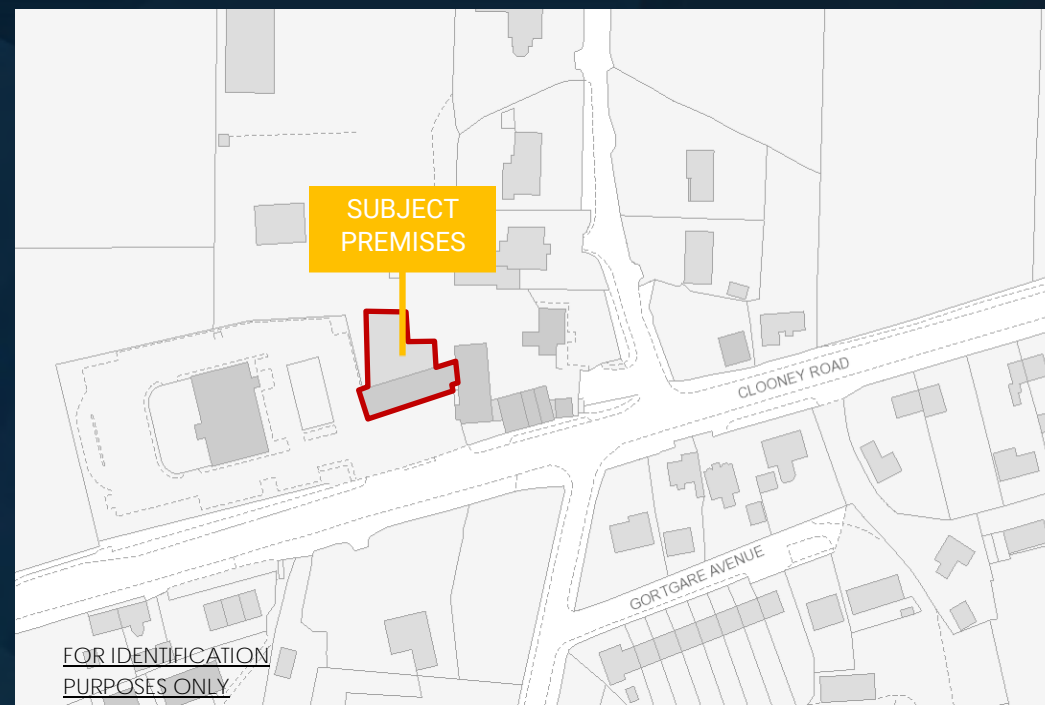 SUBJECT
PREMISES
CLOONEY ROAD
GORTGARE AVENUE
FOR IDENTIFICATION
PURPOSES ONLY